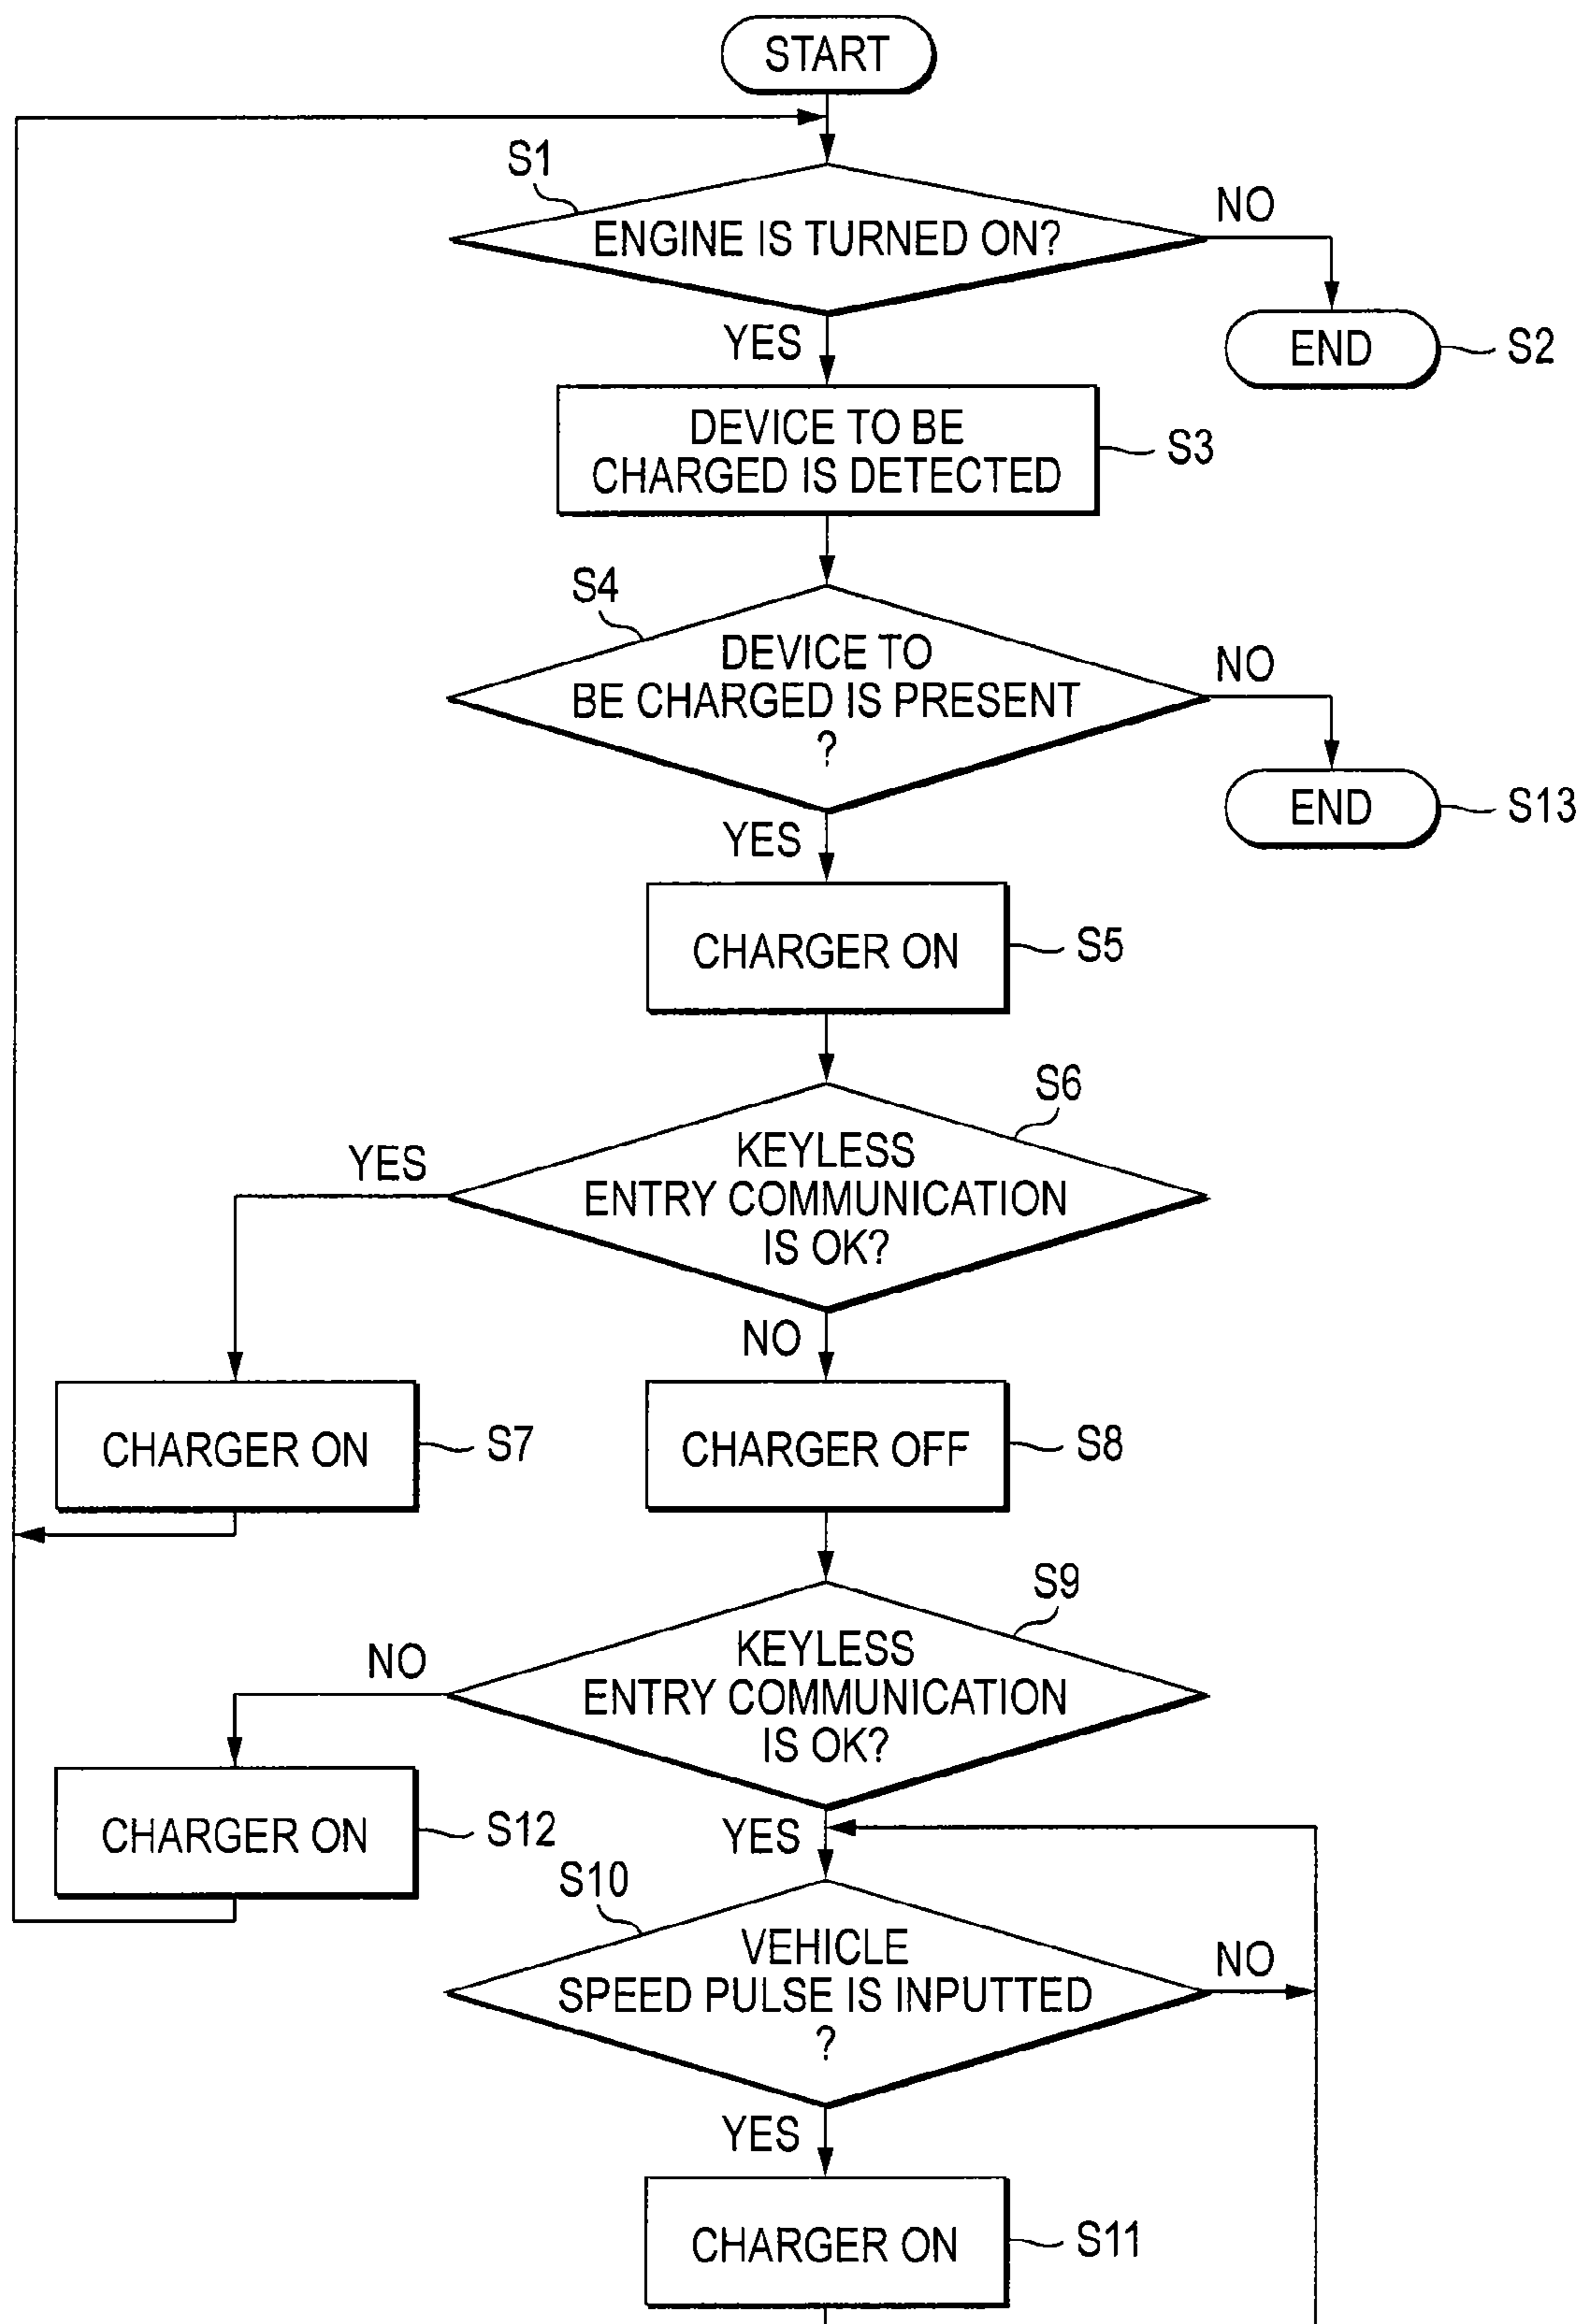 START
S1
ENGINE IS TURNED ON?
NO
YES
END
S2
DEVICE TO BE
CHARGED IS DETECTED
S3
S4
DEVICE TO
BE CHARGED IS PRESENT
?
NO
YES
END
S13
CHARGER ON
S5
S6
KEYLESS
ENTRY COMMUNICATION
IS OK?
YES
NO
CHARGER ON
S7
CHARGER OFF
S8
S9
KEYLESS
ENTRY COMMUNICATION
IS OK?
NO
YES
CHARGER ON
S12
S10
VEHICLE
SPEED PULSE IS INPUTTED
?
NO
YES
CHARGER ON
S11